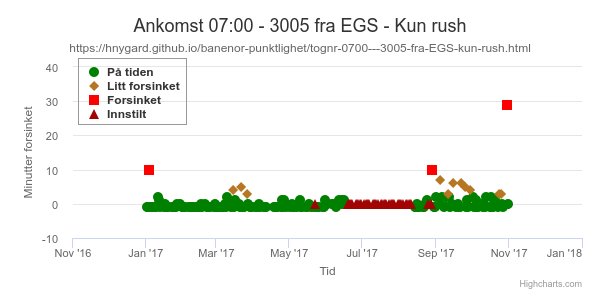 Ankomst 07:00 - 3005 fra EGS - Kun rush
https://hnygard.github.io/banenor-punktlighet/tognr-0700---3005-fra-EGS-kun-rush.html
På tiden
Litt forsinket
Forsinket
Innstilt
Minutter forsinket
40
30
20
10
0
-10
Nov '16 Jan '17 Mar '17 May '17 Jul '17 Sep '17 Nov '17 Jan '18
Tid
Highcharts.com